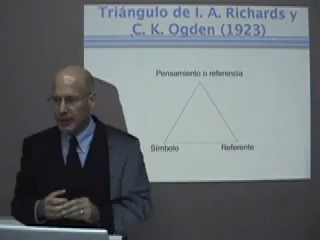 Triángulo de I. A. Richards y
C. K. Ogden (1923)
Pensamiento o referencia
Símbolo
Referente